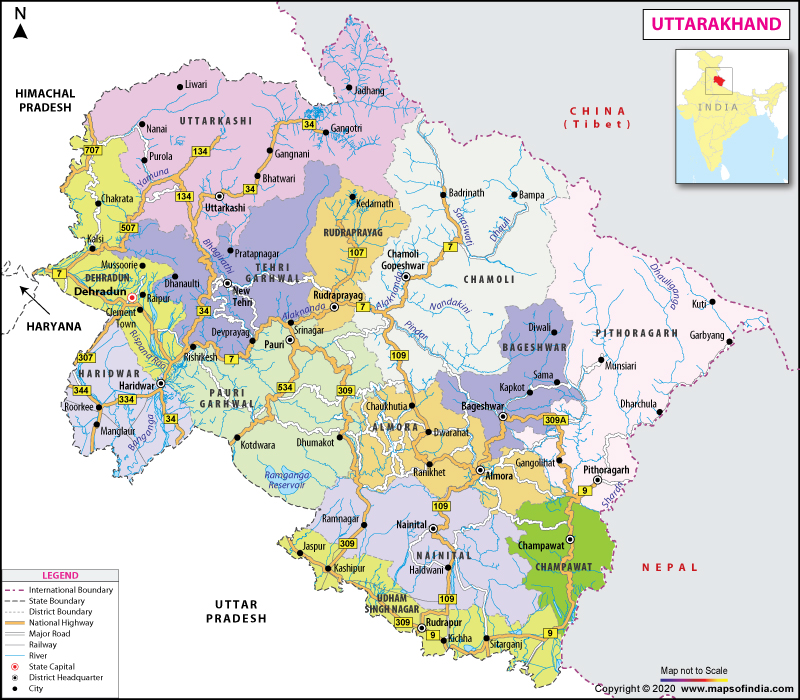 N
UTTARAKHAND
INDIA
HIMACHAL
PRADESH
CHINA
(Tibet)
HARYANA
UTTAR
PRADESH
NEPAL
Liwari
Jadhang
UTTARKASHI
Nanai
34
Gangotri
707
134
Purola
Gangnani
Yamuna
Bhatwari
134
34
Uttarkashi
Chakrata
507
Kalsi
Kedarnath
RUDRAPRAYAG
107
Badrinath
Bampa
Saraswati
Dhauli
7
Chamoli
Gopeshwar
CHAMOLI
Alaknanda
Nandakini
Pindar
Bhagirathi
Pratapnagar
TEHRI
GARHWAL
New
Tehri
34
Alaknanda
Rudraprayag
7
7
Mussoorie
DEHRADUN
Dhanaulti
Dehradun
Raipur
Clement
Town
Rispana Rao
Devprayag
Srinagar
Pauri
Rishikesh
7
109
307
HARIDWAR
344
334
Haridwar
Roorkee
Manglaur
Banganga
34
PAURI
GARHWAL
534
309
Kotdwara
Dhumakot
Ramganga
Reservoir
Dhauliganga
Kuti
Garbyang
PITHORAGARH
Diwali
BAGESHWAR
Munsiari
Sama
Kapkot
Dharchula
Bageshwar
309A
Chaukhutia
ALMORA
Dwarahat
Ranikhet
Almora
Gangolihat
Pithoragarh
9
Sharda
109
Ramnagar
Nainital
309
NAINITAL
Haldwani
Champawat
CHAMPAWAT
Jaspur
Kashipur
UDHAM
SINGH NAGAR
109
309
Rudrapur
9
Kichha
Sitarganj
9
LEGEND
International Boundary
State Boundary
District Boundary
National Highway
Major Road
Railway
River
State Capital
District Headquarter
City
Map not to Scale
Copyright © 2020 www.mapsofindia.com